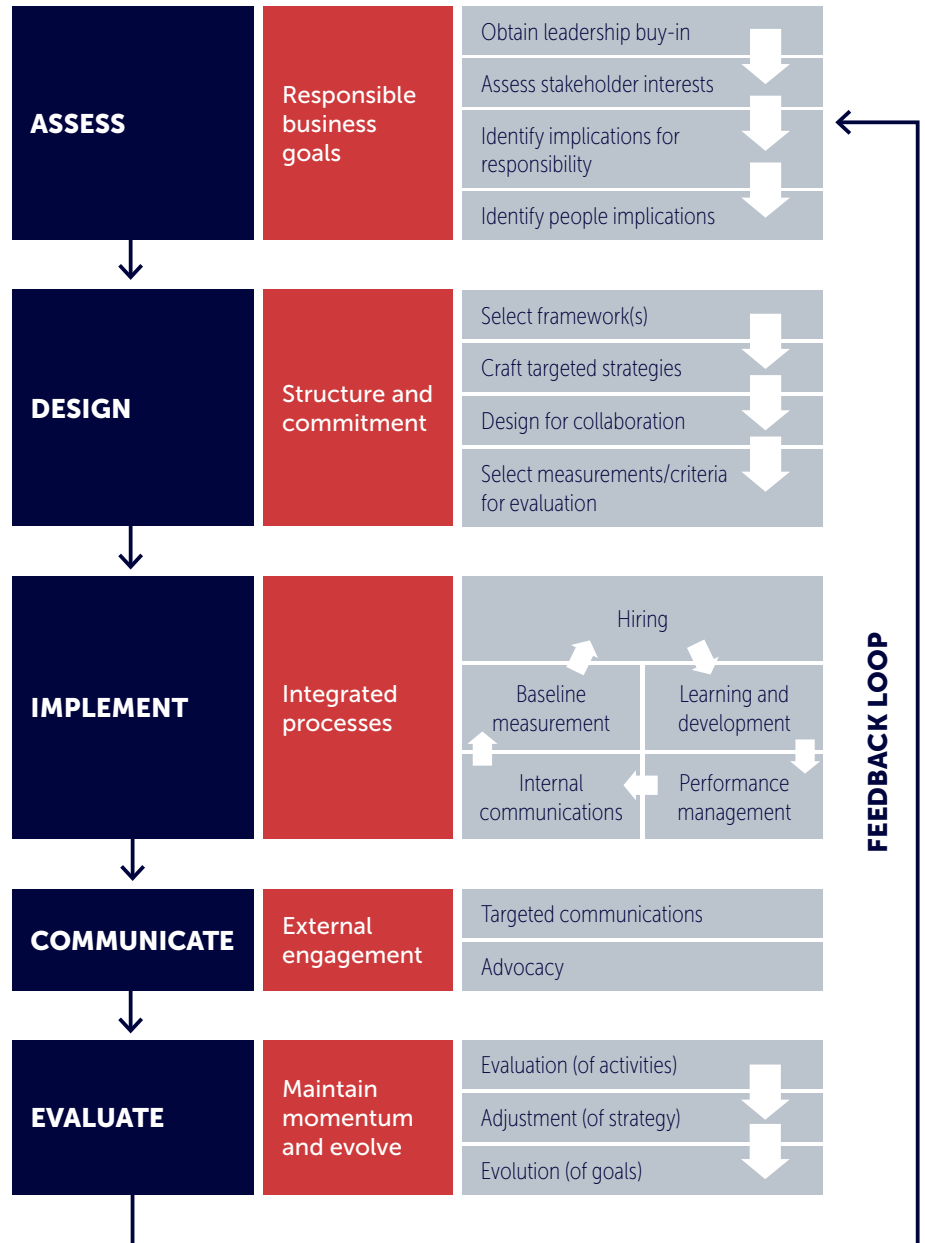 ASSESS
Responsible
business
goals
Obtain leadership buy-in
Assess stakeholder interests
Identify implications for
responsibility
Identify people implications
DESIGN
Structure and
commitment
Select framework(s)
Craft targeted strategies
Design for collaboration
Select measurements/criteria
for evaluation
IMPLEMENT
Integrated
processes
Hiring
Baseline
measurement
Learning and
development
Internal
communications
Performance
management
COMMUNICATE
External
engagement
Targeted communications
Advocacy
EVALUATE
Maintain
momentum
and evolve
Evaluation (of activities)
Adjustment (of strategy)
Evolution (of goals)
FEEDBACK LOOP